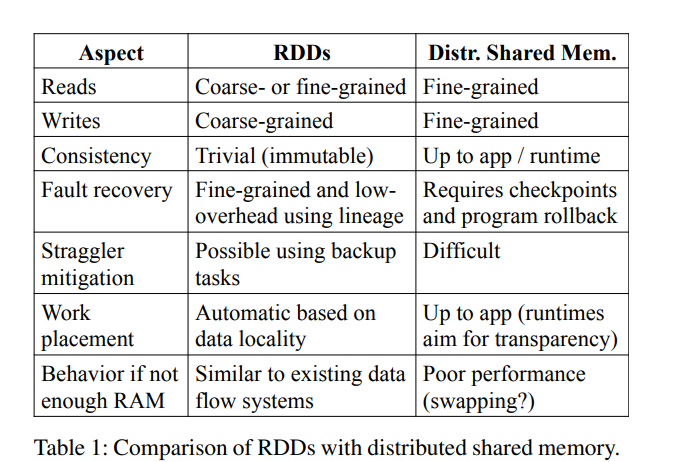 Aspect RDDs Distr. Shared Mem.
Reads Coarse- or fine-grained Fine-grained
Writes Coarse-grained Fine-grained
Consistency Trivial (immutable) Up to app / runtime
Fault recovery Fine-grained and low- Requires checkpoints
overhead using lineage and program rollback
Straggler Possible using backup Difficult
mitigation tasks
Work Automatic based on Up to app (runtimes
placement data locality aim for transparency)
Behavior if not Similar to existing data Poor performance
enough RAM flow systems (swapping?)
Table 1: Comparison of RDDs with distributed shared memory.